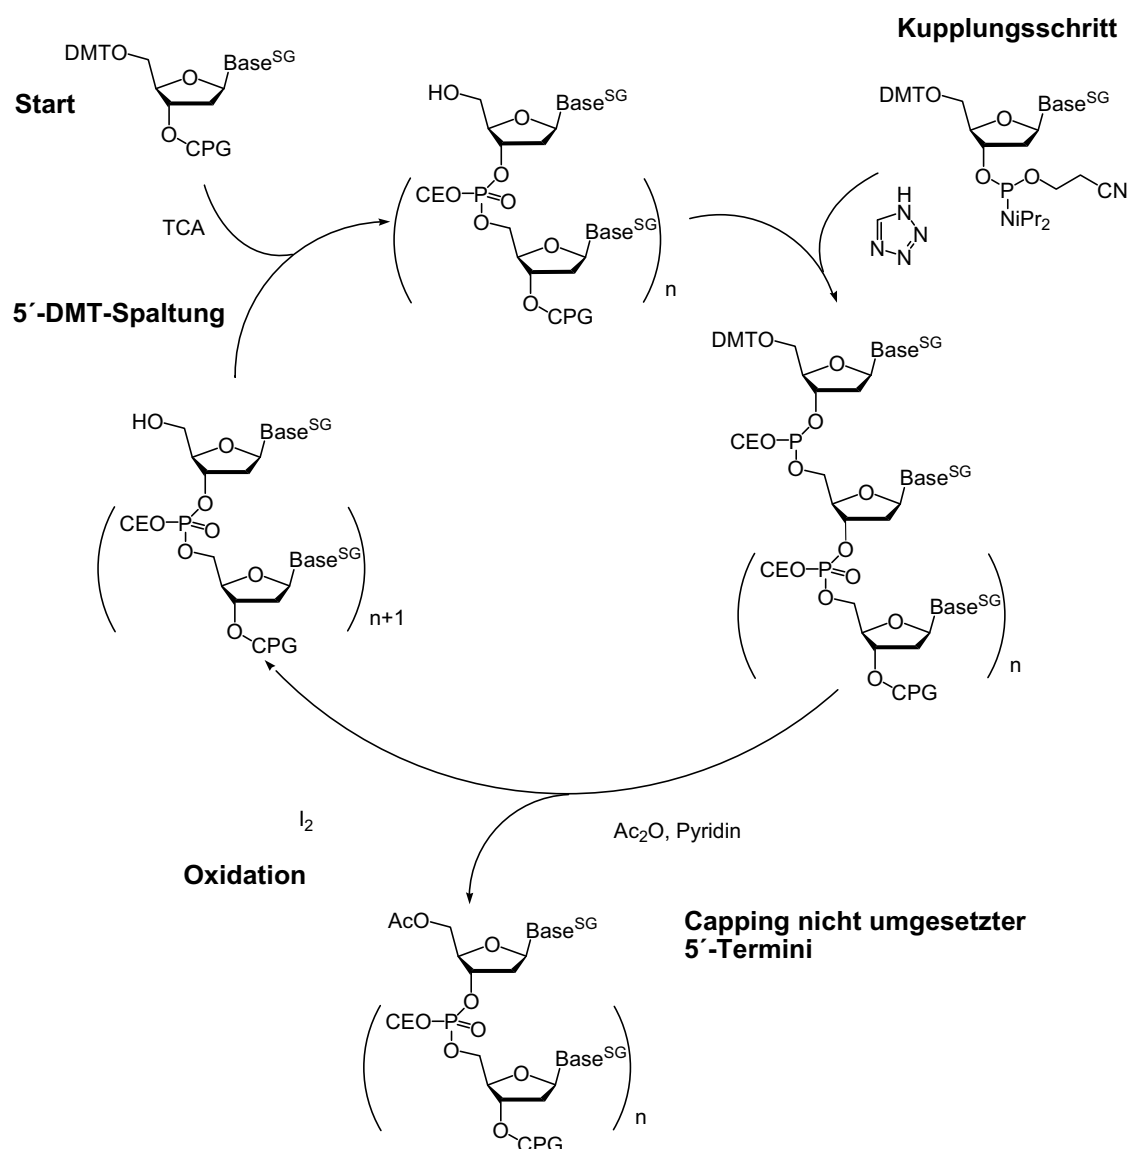 Kupplungsschritt
DMTO
O
Base^SG
Start
O
CPG
HO
O
Base^SG
O
CEO
P
O
O
O
Base^SG
O
CPG
n
DMTO
O
Base^SG
O
P
O
CN
NiPr₂
TCA
H
N
N
N
N
5´-DMT-Spaltung
DMTO
O
Base^SG
O
CEO
P
O
O
Base^SG
O
CEO
P
O
O
O
Base^SG
O
CPG
n
HO
O
Base^SG
O
CEO
P
O
O
O
Base^SG
O
CPG
n+1
I₂
Ac₂O, Pyridin
Oxidation
Capping nicht umgesetzter
5´-Termini
AcO
O
Base^SG
O
CEO
P
O
O
O
Base^SG
O
CPG
n